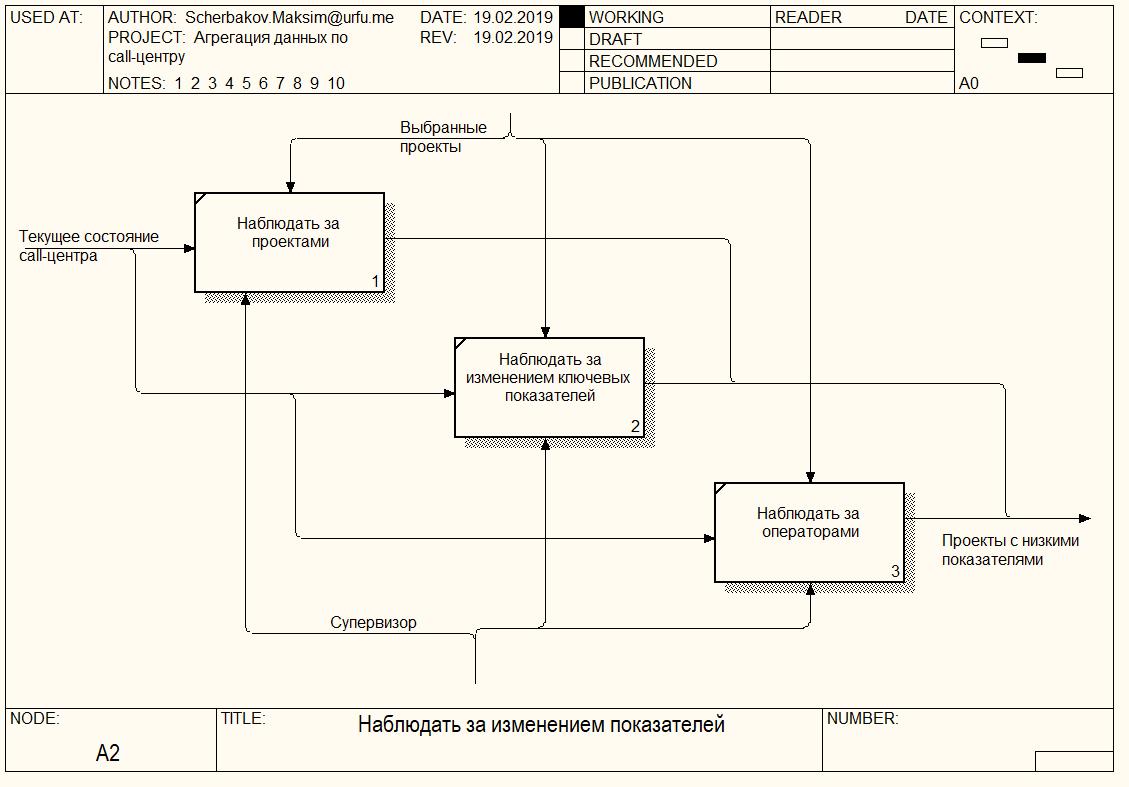 USED AT:
AUTHOR: Scherbakov.Maksim@urfu.me
DATE: 19.02.2019
PROJECT: Агрегация данных по
call-центру
REV: 19.02.2019
NOTES: 1 2 3 4 5 6 7 8 9 10
WORKING
DRAFT
RECOMMENDED
PUBLICATION
READER
DATE
CONTEXT:
A0
Выбранные
проекты
Наблюдать за
проектами
1
Текущее состояние
call-центра
Наблюдать за
изменением ключевых
показателей
2
Наблюдать за
операторами
3
Проекты с низкими
показателями
Супервизор
NODE:
A2
TITLE:
Наблюдать за изменением показателей
NUMBER: